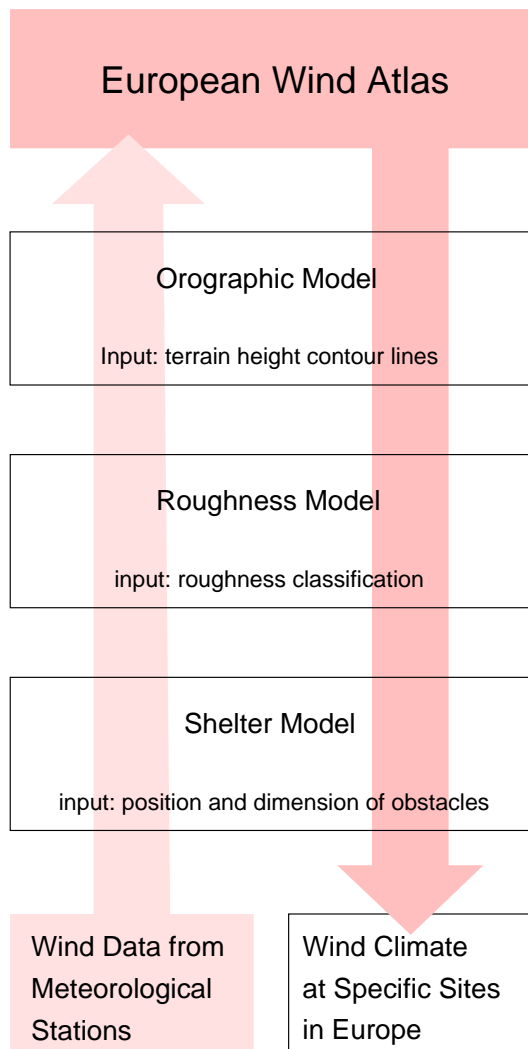 European Wind Atlas
Orographic Model
Input: terrain height contour lines
Roughness Model
input: roughness classification
Shelter Model
input: position and dimension of obstacles
Wind Data from
Meteorological
Stations
Wind Climate
at Specific Sites
in Europe